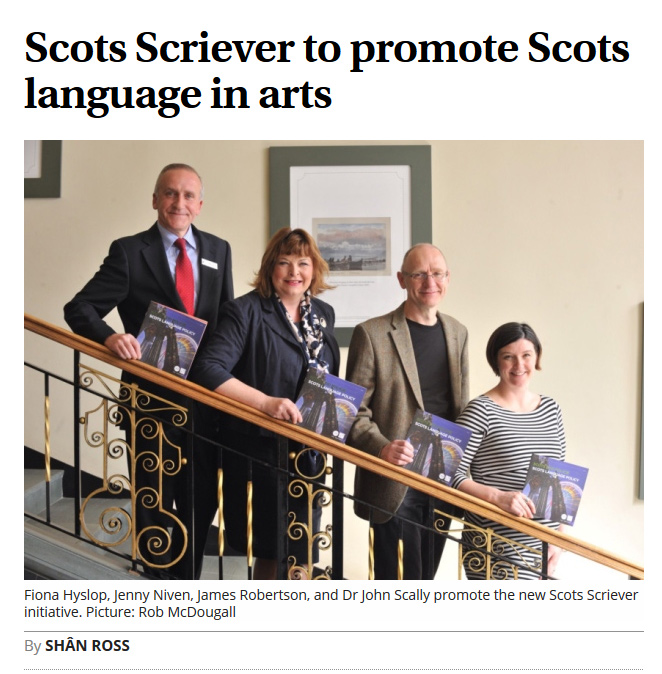 Scots Scriever to promote Scots
language in arts
SCOTS LANGUAGE POLICY
SCOTS LANGUAGE POLICY
SCOTS LANGUAGE POLICY
SCOTS LANGUAGE POLICY
Fiona Hyslop, Jenny Niven, James Robertson, and Dr John Scally promote the new Scots Scriever
initiative. Picture: Rob McDougall
By SHÂN ROSS